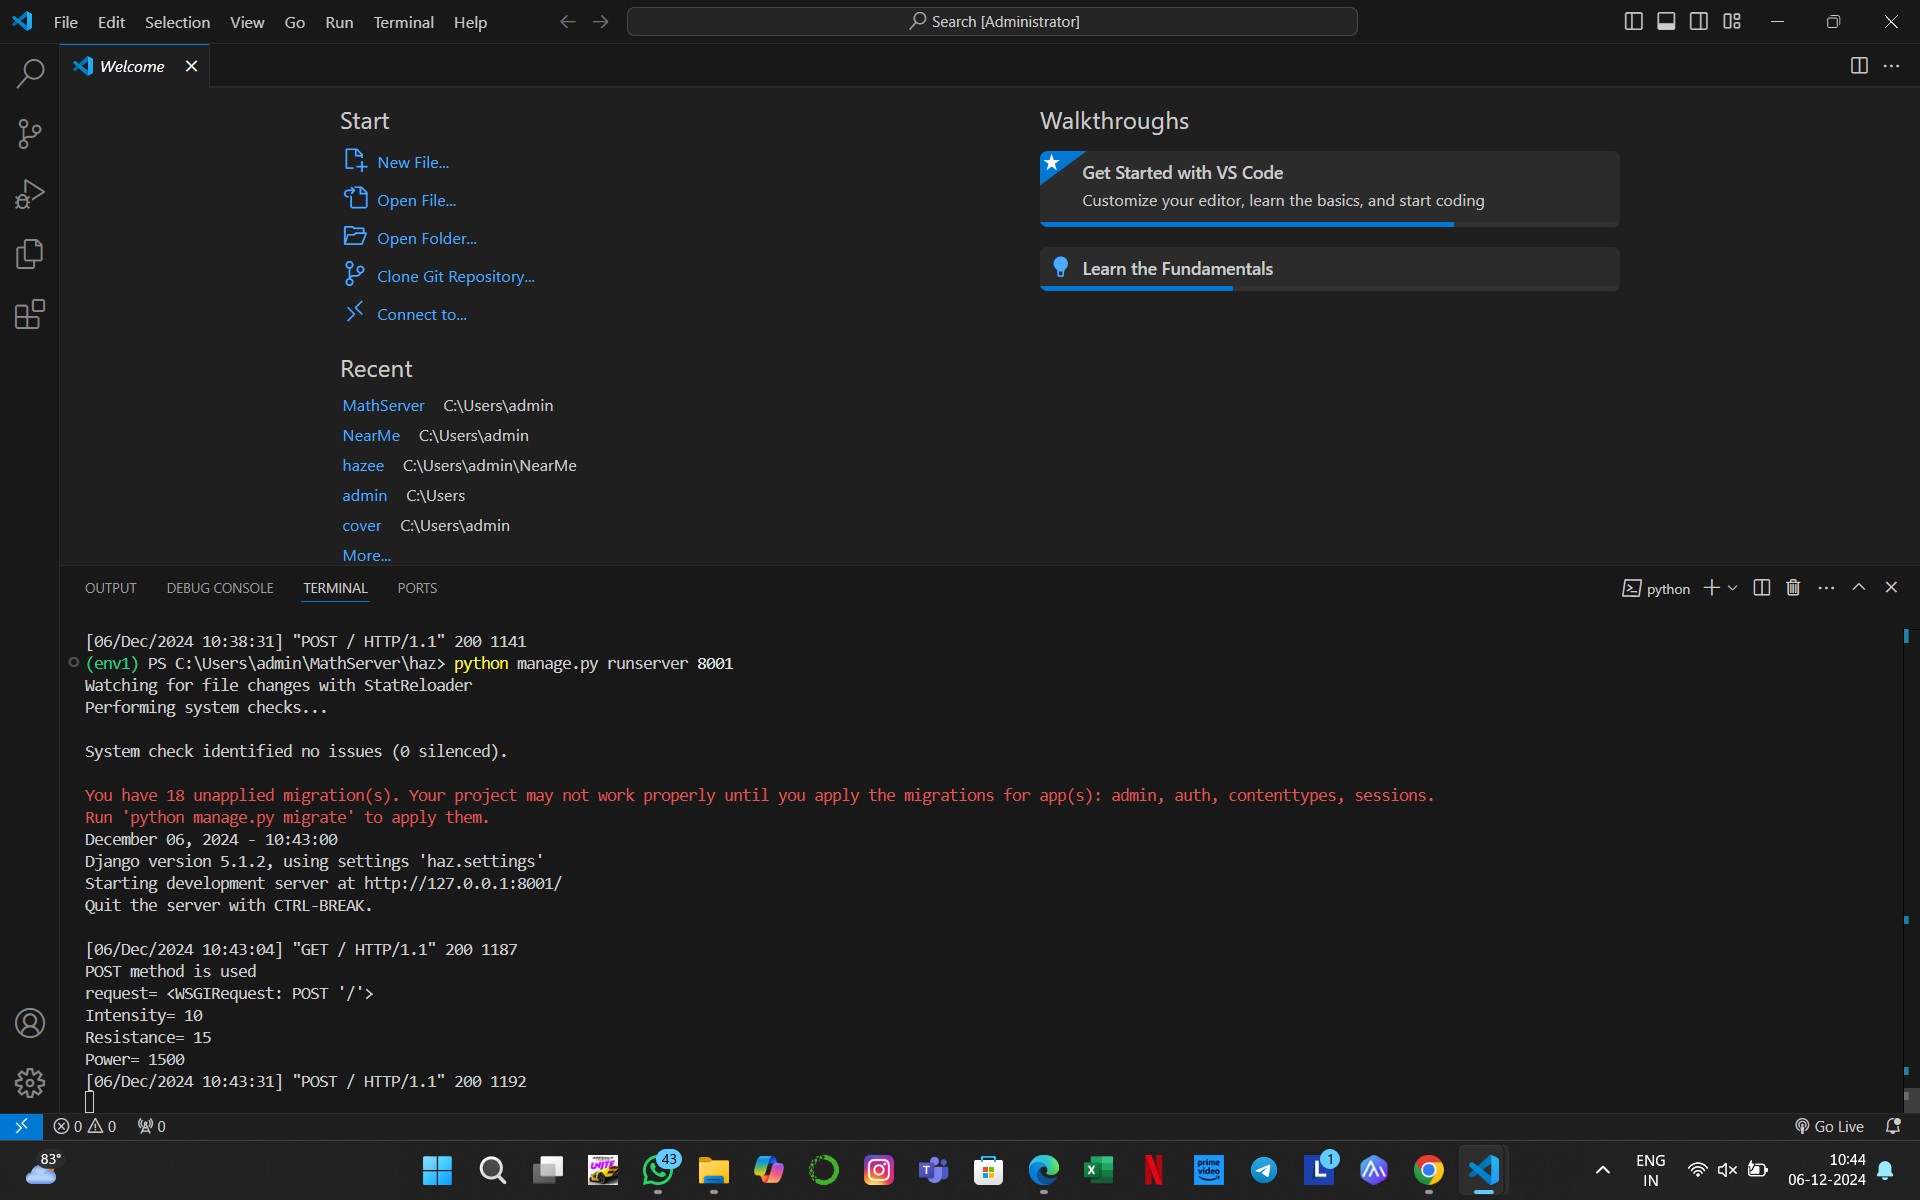 File Edit Selection View Go Run Terminal Help
Search [Administrator]
Welcome
Start
New File...
Open File...
Open Folder...
Clone Git Repository...
Connect to...
Recent
MathServer C:\Users\admin
NearMe C:\Users\admin
hazee C:\Users\admin\NearMe
admin C:\Users
cover C:\Users\admin
More...
Walkthroughs
Get Started with VS Code
Customize your editor, learn the basics, and start coding
Learn the Fundamentals
OUTPUT DEBUG CONSOLE TERMINAL PORTS
python
[06/Dec/2024 10:38:31] "POST / HTTP/1.1" 200 1141
(env1) PS C:\Users\admin\MathServer\haz> python manage.py runserver 8001
Watching for file changes with StatReloader
Performing system checks...
System check identified no issues (0 silenced).
You have 18 unapplied migration(s). Your project may not work properly until you apply the migrations for app(s): admin, auth, contenttypes, sessions.
Run 'python manage.py migrate' to apply them.
December 06, 2024 - 10:43:00
Django version 5.1.2, using settings 'haz.settings'
Starting development server at http://127.0.0.1:8001/
Quit the server with CTRL-BREAK.
[06/Dec/2024 10:43:04] "GET / HTTP/1.1" 200 1187
POST method is used
request= <WSGIRequest: POST '/'>
Intensity= 10
Resistance= 15
Power= 1500
[06/Dec/2024 10:43:31] "POST / HTTP/1.1" 200 1192
0 0 0
Go Live
83°
UNITE
43
prime video
L 1
ENG
IN
10:44
06-12-2024